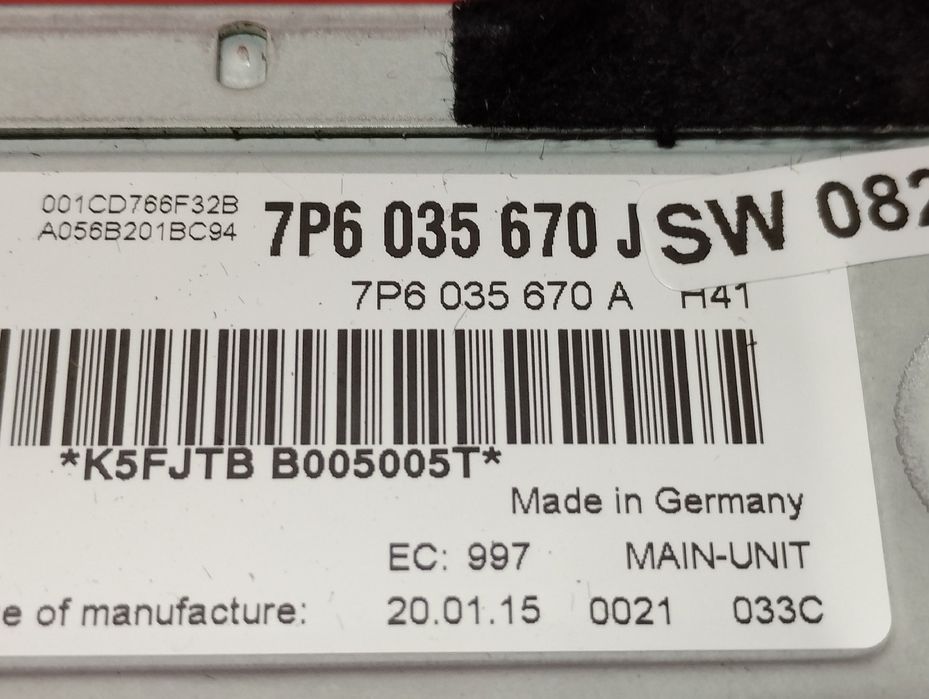 001CD766F32B
A056B201BC94
7P6 035 670 J
SW 082
7P6 035 670 A H41
*K5FJTB B005005T*
Made in Germany
EC: 997 MAIN-UNIT
e of manufacture: 20.01.15 0021 033C